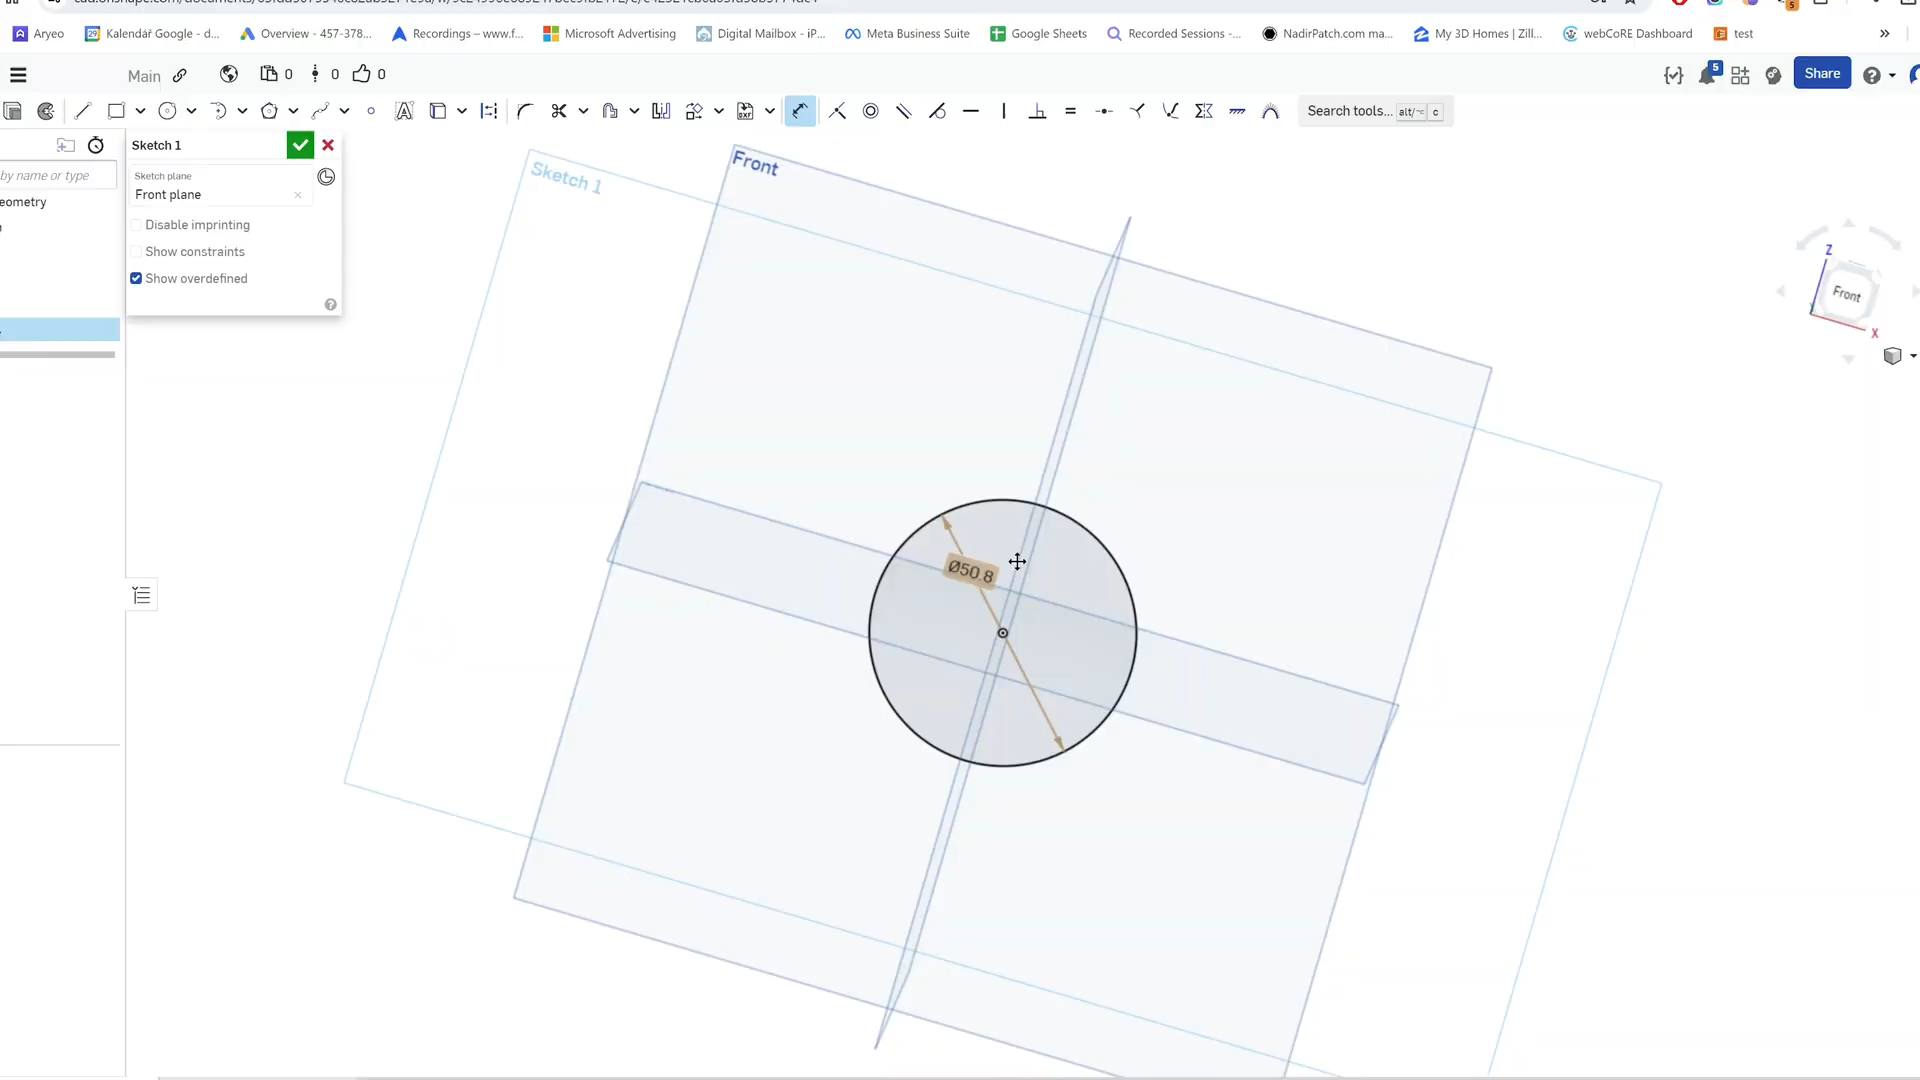 Aryeo
Kalendář Google - d...
Overview - 457-378...
Recordings – www.f...
Microsoft Advertising
Digital Mailbox - iP...
Meta Business Suite
Google Sheets
Recorded Sessions -...
NadirPatch.com ma...
My 3D Homes | Zill...
webCoRE Dashboard
test
Main
0
0
0
5
Share
Search tools... alt/⌥ c
Sketch 1
by name or type
Sketch plane
Front plane
eometry
Disable imprinting
Show constraints
Show overdefined
Sketch 1
Front
Ø50.8
Z
Front
X